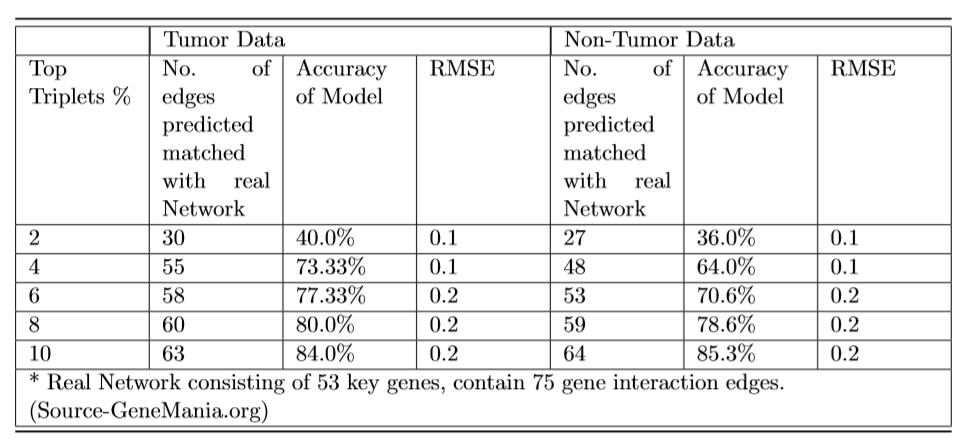 Tumor Data Non-Tumor Data
Top No. of Accuracy RMSE No. of Accuracy RMSE
Triplets % edges of Model edges of Model
predicted predicted
matched matched
with real with real
Network Network
2 30 40.0% 0.1 27 36.0% 0.1
4 55 73.33% 0.1 48 64.0% 0.1
6 58 77.33% 0.2 53 70.6% 0.2
8 60 80.0% 0.2 59 78.6% 0.2
10 63 84.0% 0.2 64 85.3% 0.2
* Real Network consisting of 53 key genes, contain 75 gene interaction edges.
(Source-GeneMania.org)